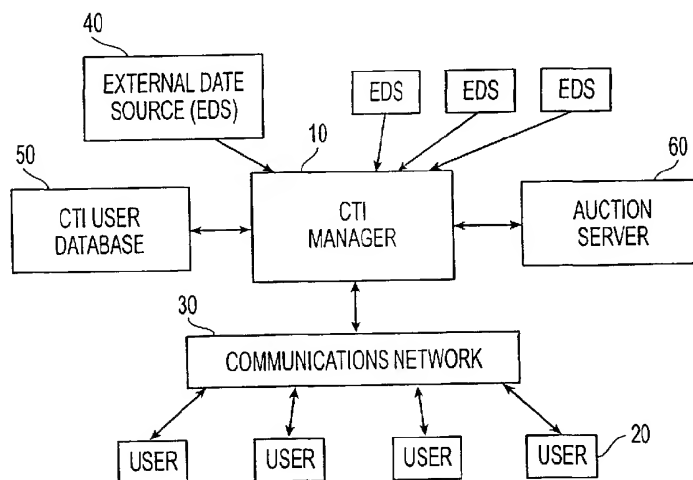 40
EXTERNAL DATE
SOURCE (EDS)
EDS
EDS
EDS
50
10
60
CTI USER
DATABASE
CTI
MANAGER
AUCTION
SERVER
30
COMMUNICATIONS NETWORK
USER
USER
USER
USER
20